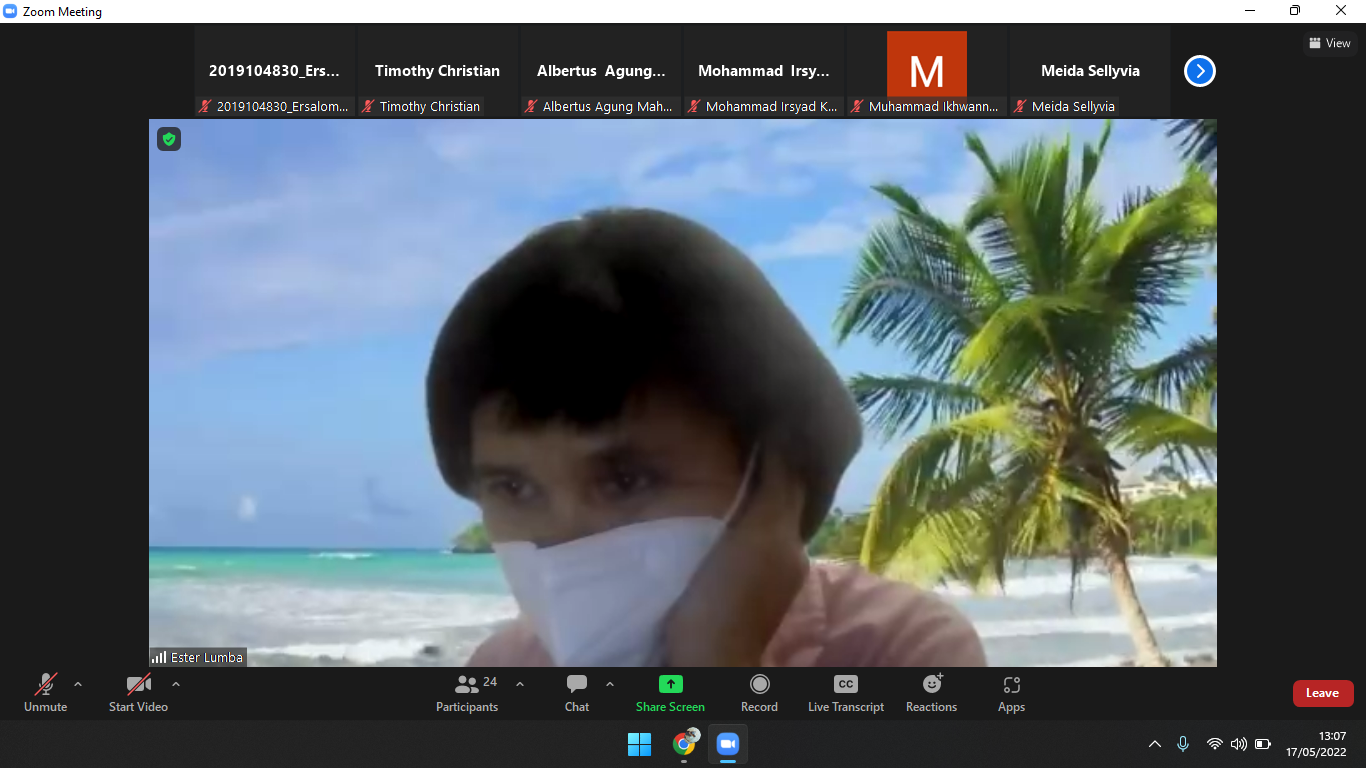 Zoom Meeting
View
2019104830_Ers...
Timothy Christian
Albertus Agung...
Mohammad Irsy...
M
Meida Sellyvia
2019104830_Ersalom...
Timothy Christian
Albertus Agung Mah...
Mohammad Irsyad K...
Muhammad Ikhwann...
Meida Sellyvia
Ester Lumba
Unmute
Start Video
24
Participants
Chat
Share Screen
Record
CC
Live Transcript
Reactions
Apps
Leave
13:07
17/05/2022